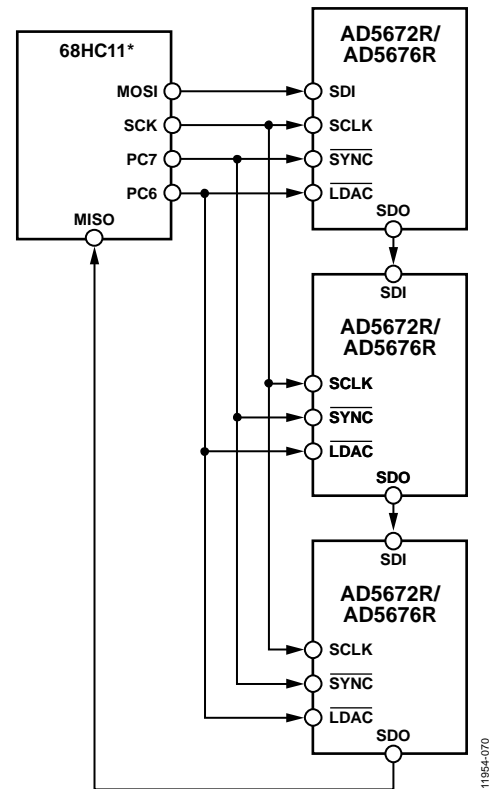 68HC11*
MOSI
SCK
PC7
PC6
MISO
AD5672R/
AD5676R
SDI
SCLK
SYNC
LDAC
SDO
SDI
AD5672R/
AD5676R
SCLK
SYNC
LDAC
SDO
SDI
AD5672R/
AD5676R
SCLK
SYNC
LDAC
SDO
11954-070